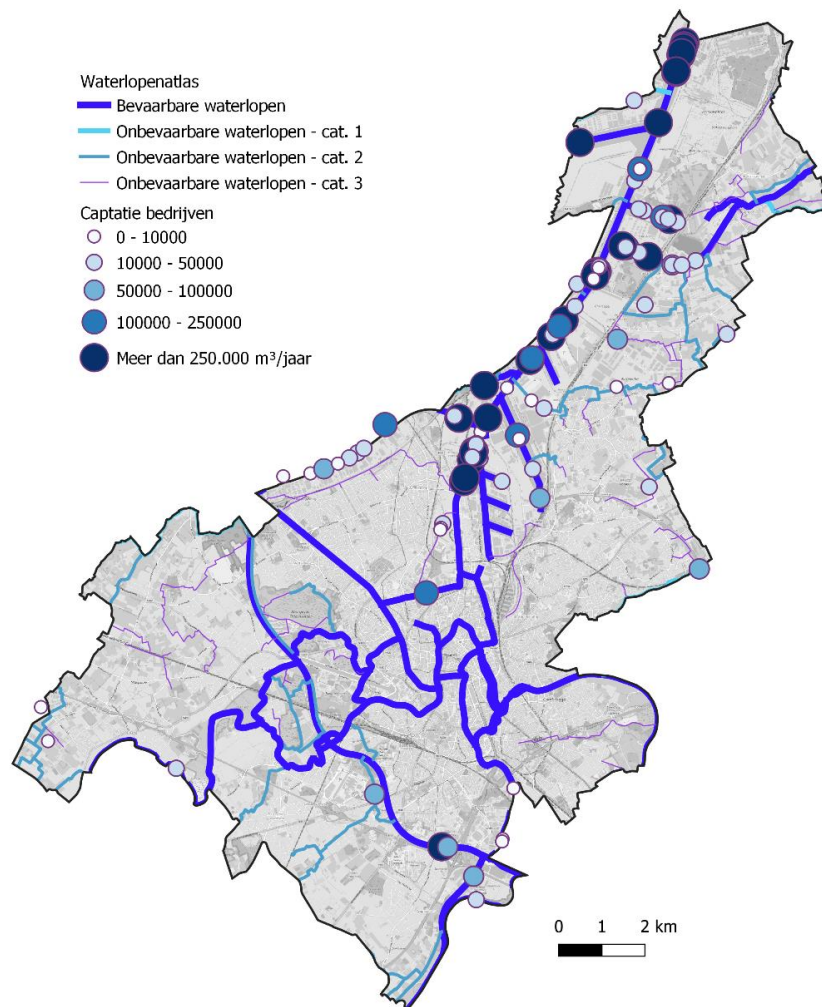 Waterlopenatlas
Bevaarbare waterlopen
Onbevaarbare waterlopen - cat. 1
Onbevaarbare waterlopen - cat. 2
Onbevaarbare waterlopen - cat. 3
Captatie bedrijven
0 - 10000
10000 - 50000
50000 - 100000
100000 - 250000
Meer dan 250.000 m³/jaar
0 1 2 km